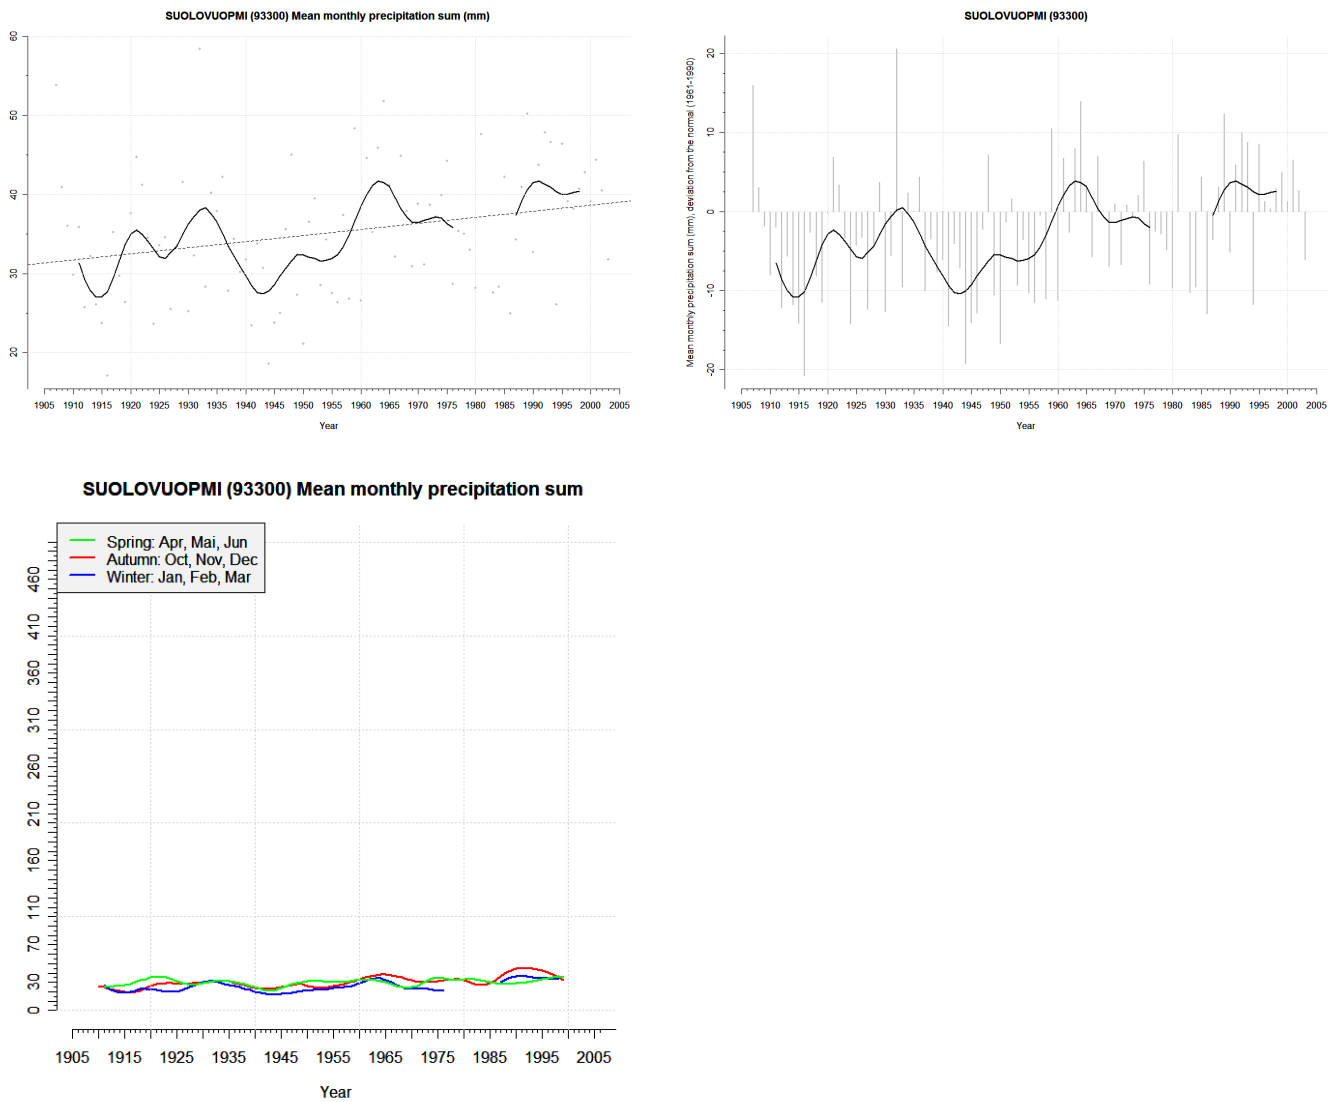 SUOLOVUOPMI (93300) Mean monthly precipitation sum (mm)
60
50
40
30
20
1905 1910 1915 1920 1925 1930 1935 1940 1945 1950 1955 1960 1965 1970 1975 1980 1985 1990 1995 2000 2005
Year
SUOLOVUOPMI (93300)
Mean monthly precipitation sum (mm), deviation from the normal (1961-1990)
20
10
0
-10
-20
1905 1910 1915 1920 1925 1930 1935 1940 1945 1950 1955 1960 1965 1970 1975 1980 1985 1990 1995 2000 2005
Year
SUOLOVUOPMI (93300) Mean monthly precipitation sum
Spring: Apr, Mai, Jun
Autumn: Oct, Nov, Dec
Winter: Jan, Feb, Mar
460
410
360
310
260
210
160
110
70
30
0
1905 1915 1925 1935 1945 1955 1965 1975 1985 1995 2005
Year